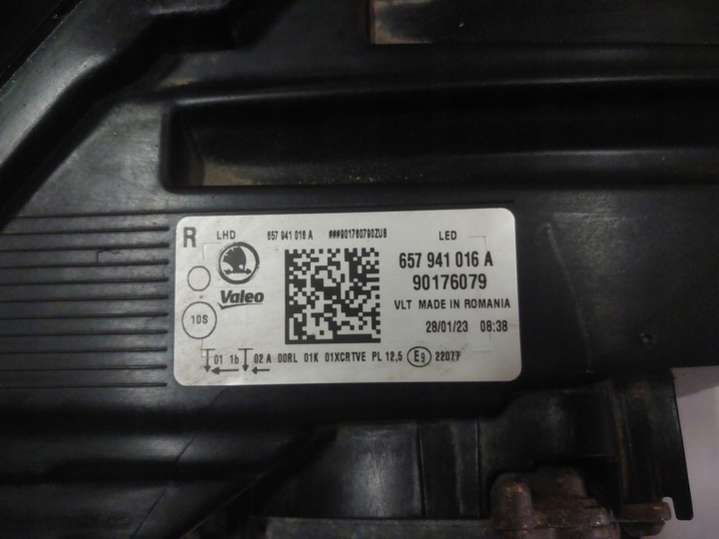 R LHD 657 941 016 A ###901760790ZUB LED
657 941 016 A
Valeo
90176079
VLT MADE IN ROMANIA
10S
28/01/23 08:38
01 1b 02 A 00RL 01K 01XCRTVE PL 12,5 E9 22077